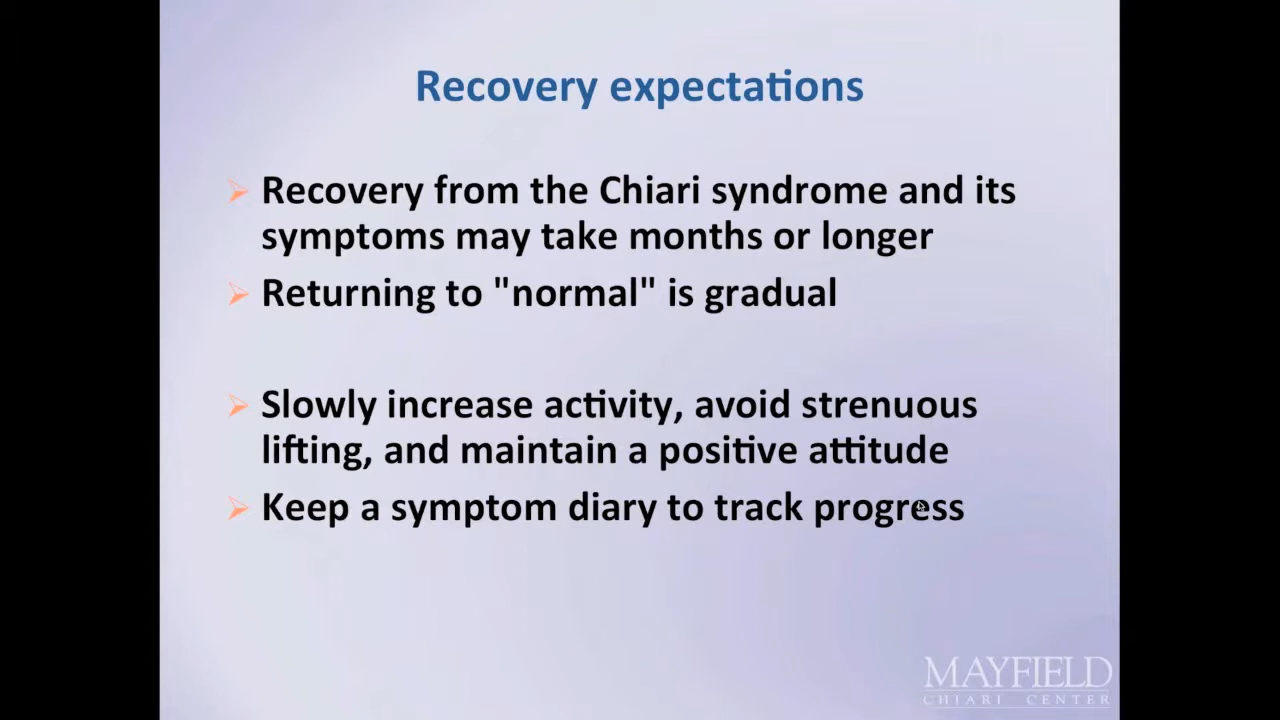 Recovery expectations
Recovery from the Chiari syndrome and its
symptoms may take months or longer
Returning to "normal" is gradual
Slowly increase activity, avoid strenuous
lifting, and maintain a positive attitude
Keep a symptom diary to track progress
MAYFIELD
CHIARI CENTER